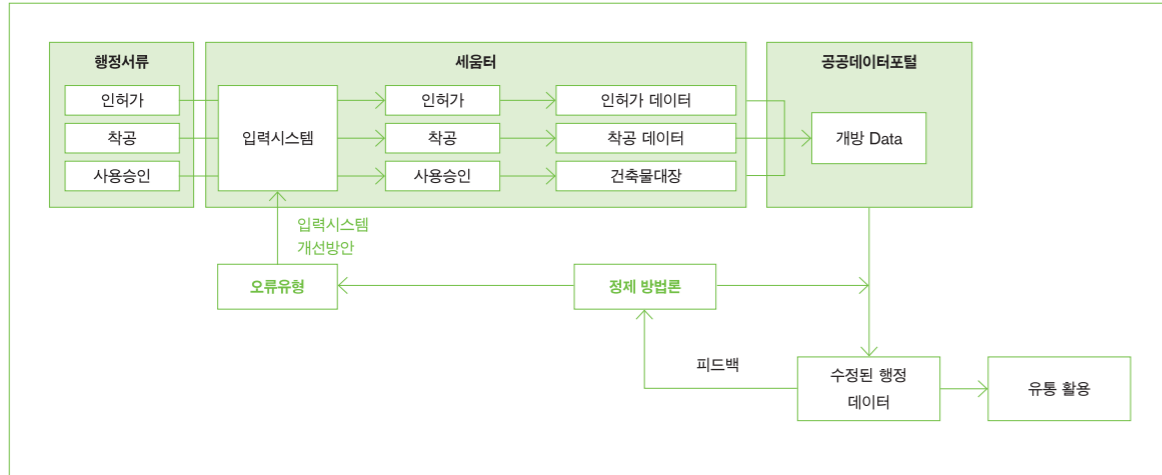 행정서류
세움터
공공데이터포털
인허가
인허가
인허가 데이터
착공
입력시스템
착공
착공 데이터
개방 Data
사용승인
사용승인
건축물대장
입력시스템
개선방안
오류유형
정제 방법론
피드백
수정된 행정
데이터
유통 활용